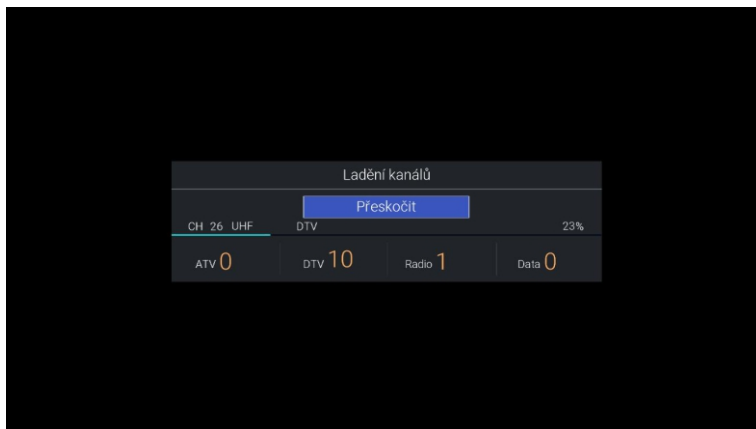 Ladění kanálů
Přeskočit
CH 26 UHF DTV 23%
ATV 0 DTV 10 Radio 1 Data 0